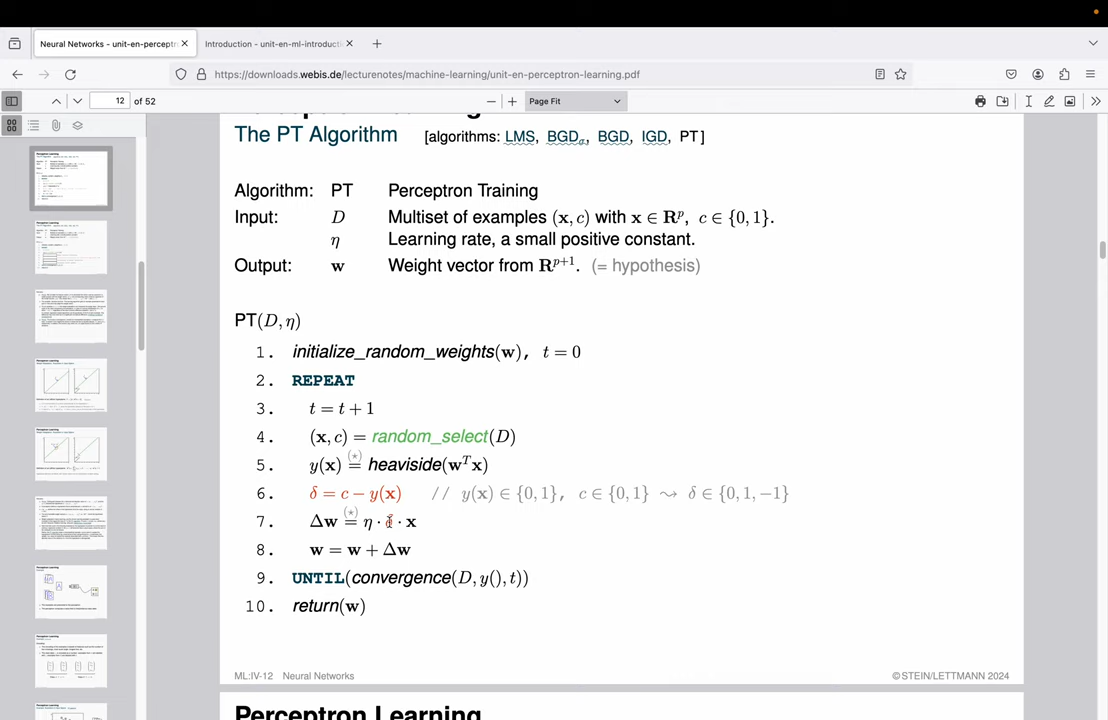 Neural Networks - unit-en-perceptr
Introduction - unit-en-ml-introducti
https://downloads.webis.de/lecturenotes/machine-learning/unit-en-perceptron-learning.pdf
12 of 52
Page Fit
The PT Algorithm [algorithms: LMS, BGDσ, BGD, IGD, PT]
Algorithm: PT Perceptron Training
Input: D Multiset of examples (x, c) with x ∈ R^p, c ∈ {0, 1}.
η Learning rate, a small positive constant.
Output: w Weight vector from R^{p+1}. (= hypothesis)
PT(D, η)
1. initialize_random_weights(w), t = 0
2. REPEAT
3. t = t + 1
4. (x, c) = random_select(D)
5. y(x) (⋆)= heaviside(w^T x)
6. δ = c − y(x) // y(x) ∈ {0, 1}, c ∈ {0, 1} ⤳ δ ∈ {0, 1, −1}
7. Δw (⋆)= η · δ · x
8. w = w + Δw
9. UNTIL(convergence(D, y(), t))
10. return(w)
ML:IV-12 Neural Networks ©STEIN/LETTMANN 2024
Perceptron Learning